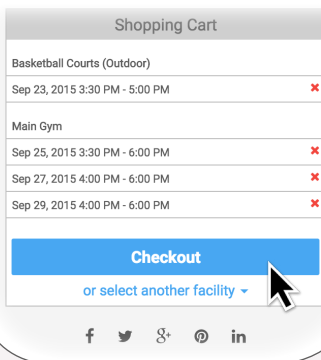 Shopping Cart
Basketball Courts (Outdoor)
Sep 23, 2015 3:30 PM - 5:00 PM
Main Gym
Sep 25, 2015 3:30 PM - 6:00 PM
Sep 27, 2015 4:00 PM - 6:00 PM
Sep 29, 2015 4:00 PM - 6:00 PM
Checkout
or select another facility